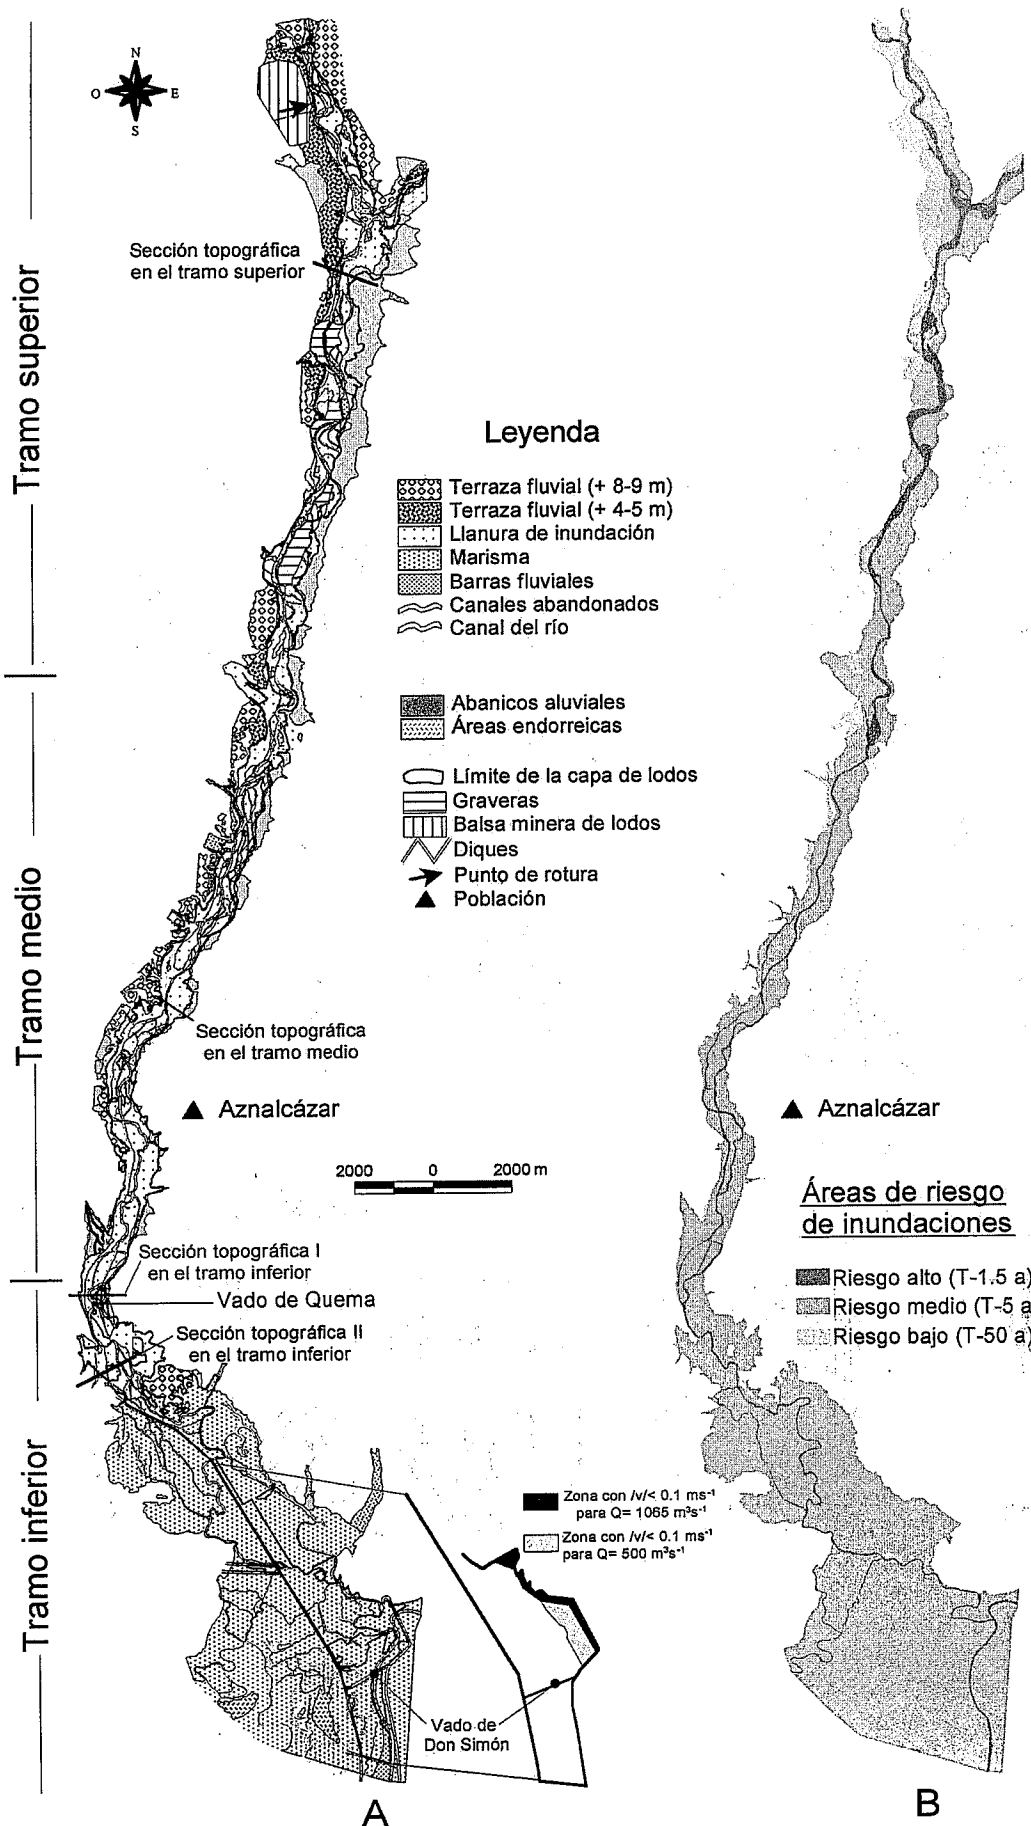 N
O
E
S
Tramo superior
Sección topográfica
en el tramo superior
Leyenda
Terraza fluvial (+ 8-9 m)
Terraza fluvial (+ 4-5 m)
Llanura de inundación
Marisma
Barras fluviales
Canales abandonados
Canal del río
Abanicos aluviales
Áreas endorreicas
Límite de la capa de lodos
Graveras
Balsa minera de lodos
Diques
Punto de rotura
Población
Tramo medio
Sección topográfica
en el tramo medio
Aznalcázar
Aznalcázar
2000 0 2000 m
Áreas de riesgo
de inundaciones
Riesgo alto (T-1.5 a)
Riesgo medio (T-5 a
Riesgo bajo (T-50 a)
Sección topográfica I
en el tramo inferior
Vado de Quema
Sección topográfica II
en el tramo inferior
Tramo inferior
Zona con /v/< 0.1 ms⁻¹
para Q= 1065 m³s⁻¹
Zona con /v/< 0.1 ms⁻¹
para Q= 500 m³s⁻¹
Vado de
Don Simón
A
B